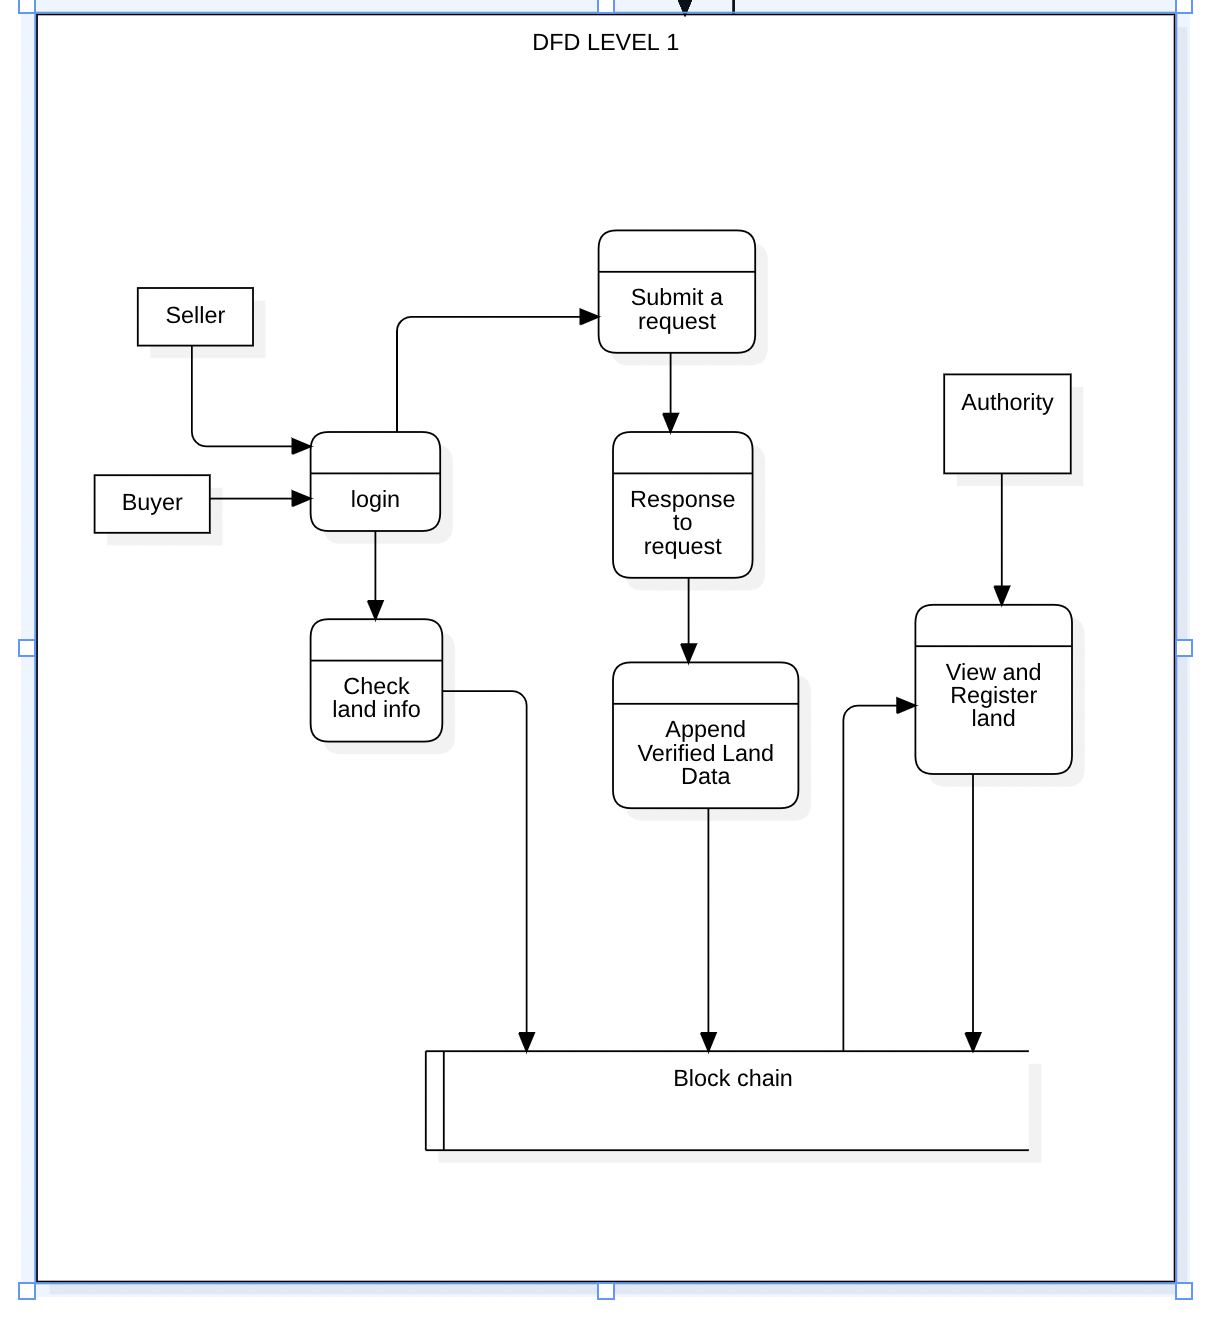 DFD LEVEL 1
Submit a
request
Seller
Authority
login
Buyer
Response
to
request
Check
land info
View and
Register
land
Append
Verified Land
Data
Block chain